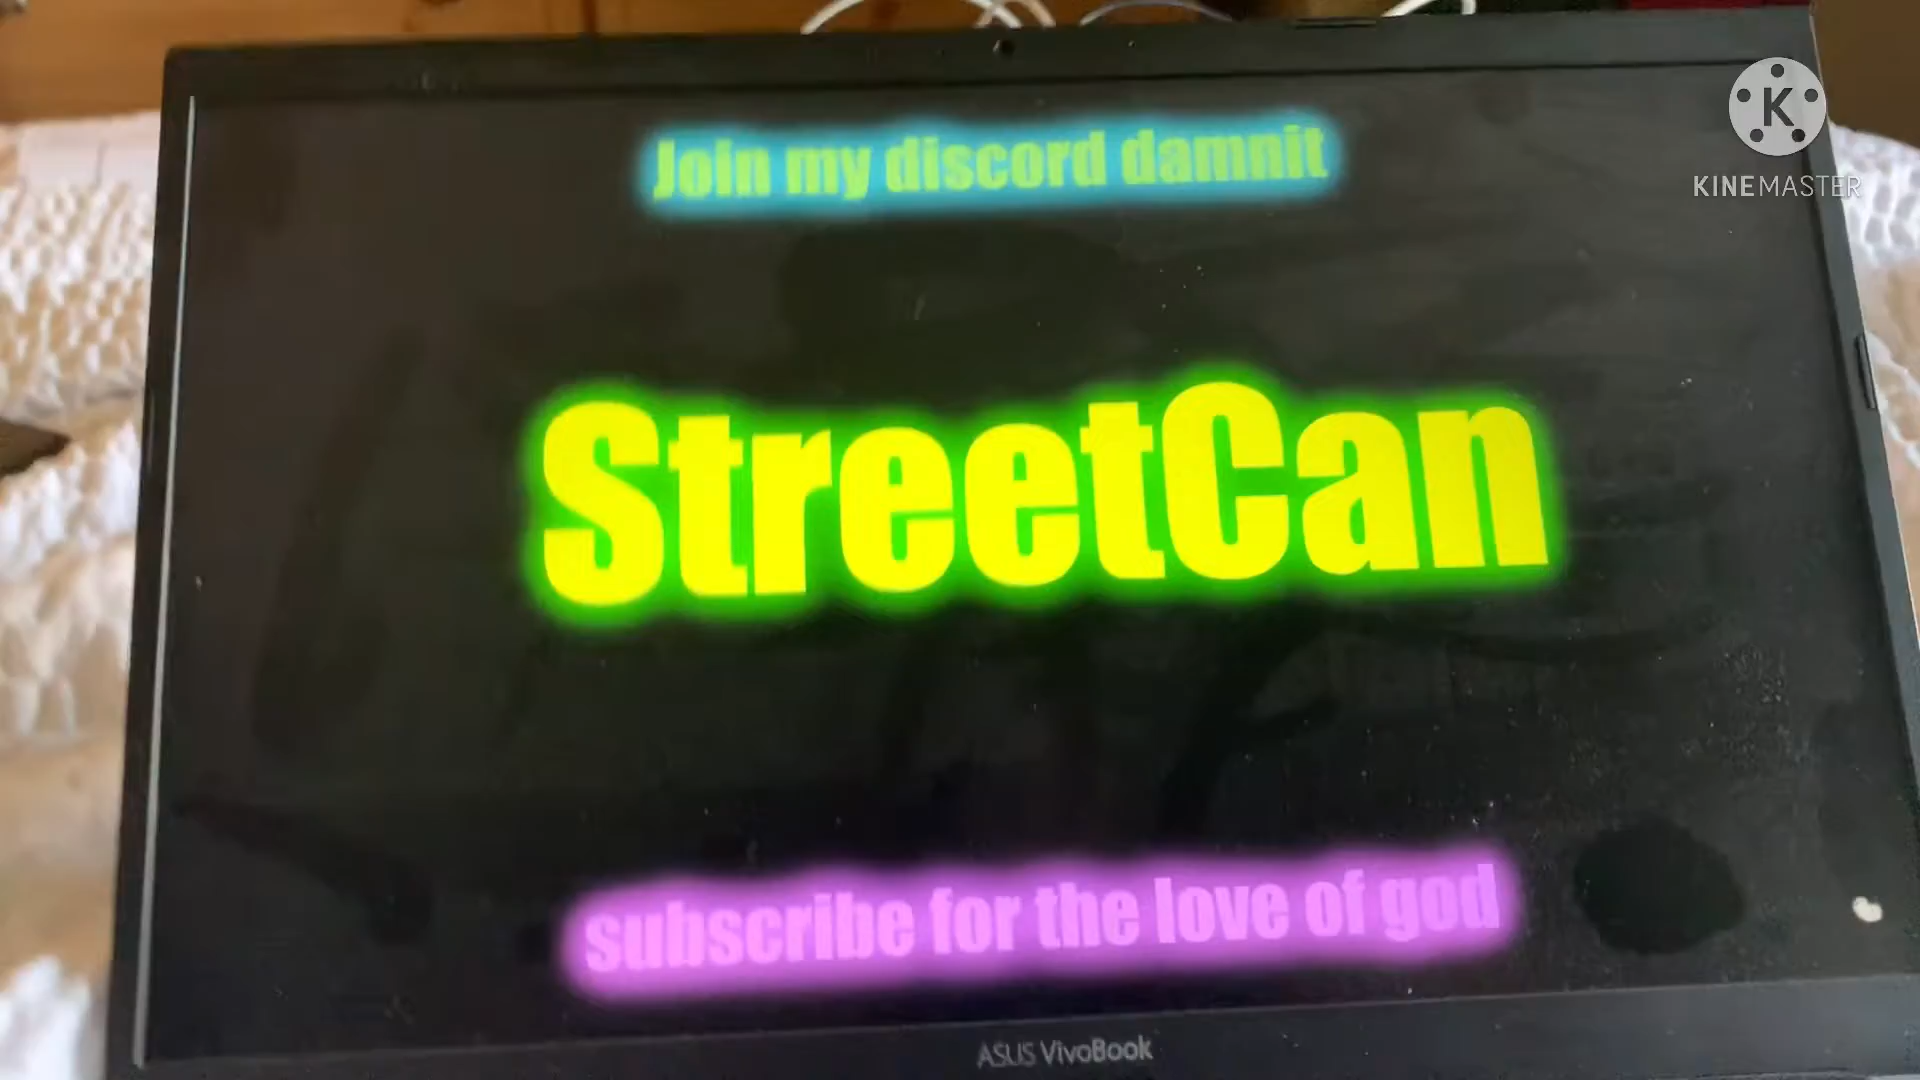 Join my discord damnit
K
KINEMASTER
StreetCan
subscribe for the love of god
ASUS VivoBook